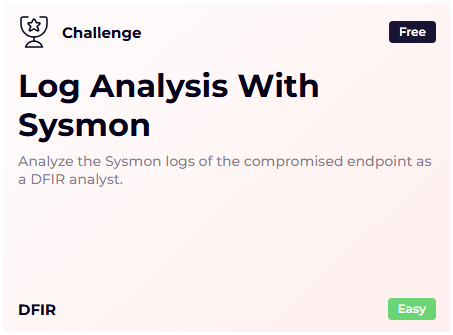 Challenge
Free
Log Analysis With
Sysmon
Analyze the Sysmon logs of the compromised endpoint as
a DFIR analyst.
DFIR
Easy